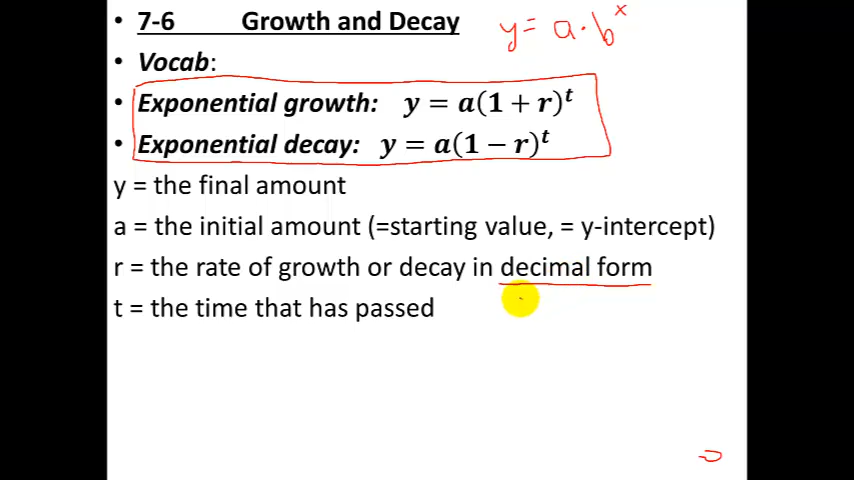 • 7-6 Growth and Decay y = a · b^x
• Vocab:
• Exponential growth: y = a(1 + r)^t
• Exponential decay: y = a(1 − r)^t
y = the final amount
a = the initial amount (=starting value, = y-intercept)
r = the rate of growth or decay in decimal form
t = the time that has passed